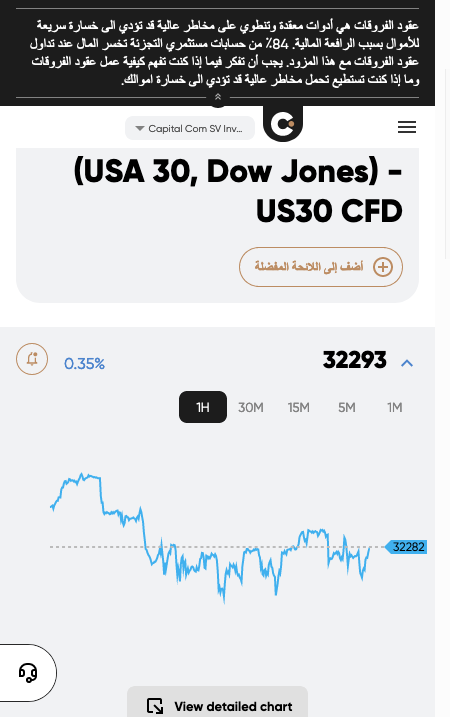 عقود الفروقات هي أدوات معقدة وتنطوي على مخاطر عالية قد تؤدي الى خسارة سريعة
للأموال بسبب الرافعة المالية. 84٪ من حسابات مستثمري التجزئة تخسر المال عند تداول
عقود الفروقات مع هذا المزود. يجب أن تفكر فيما إذا كنت تفهم كيفية عمل عقود الفروقات
وما إذا كنت تستطيع تحمل مخاطر عالية قد تؤدي الى خسارة اموالك.
Capital Com SV Inv...
(USA 30, Dow Jones) -
US30 CFD
أضف إلى اللائحة المفضلة
0.35%
32293
1H 30M 15M 5M 1M
32282
View detailed chart